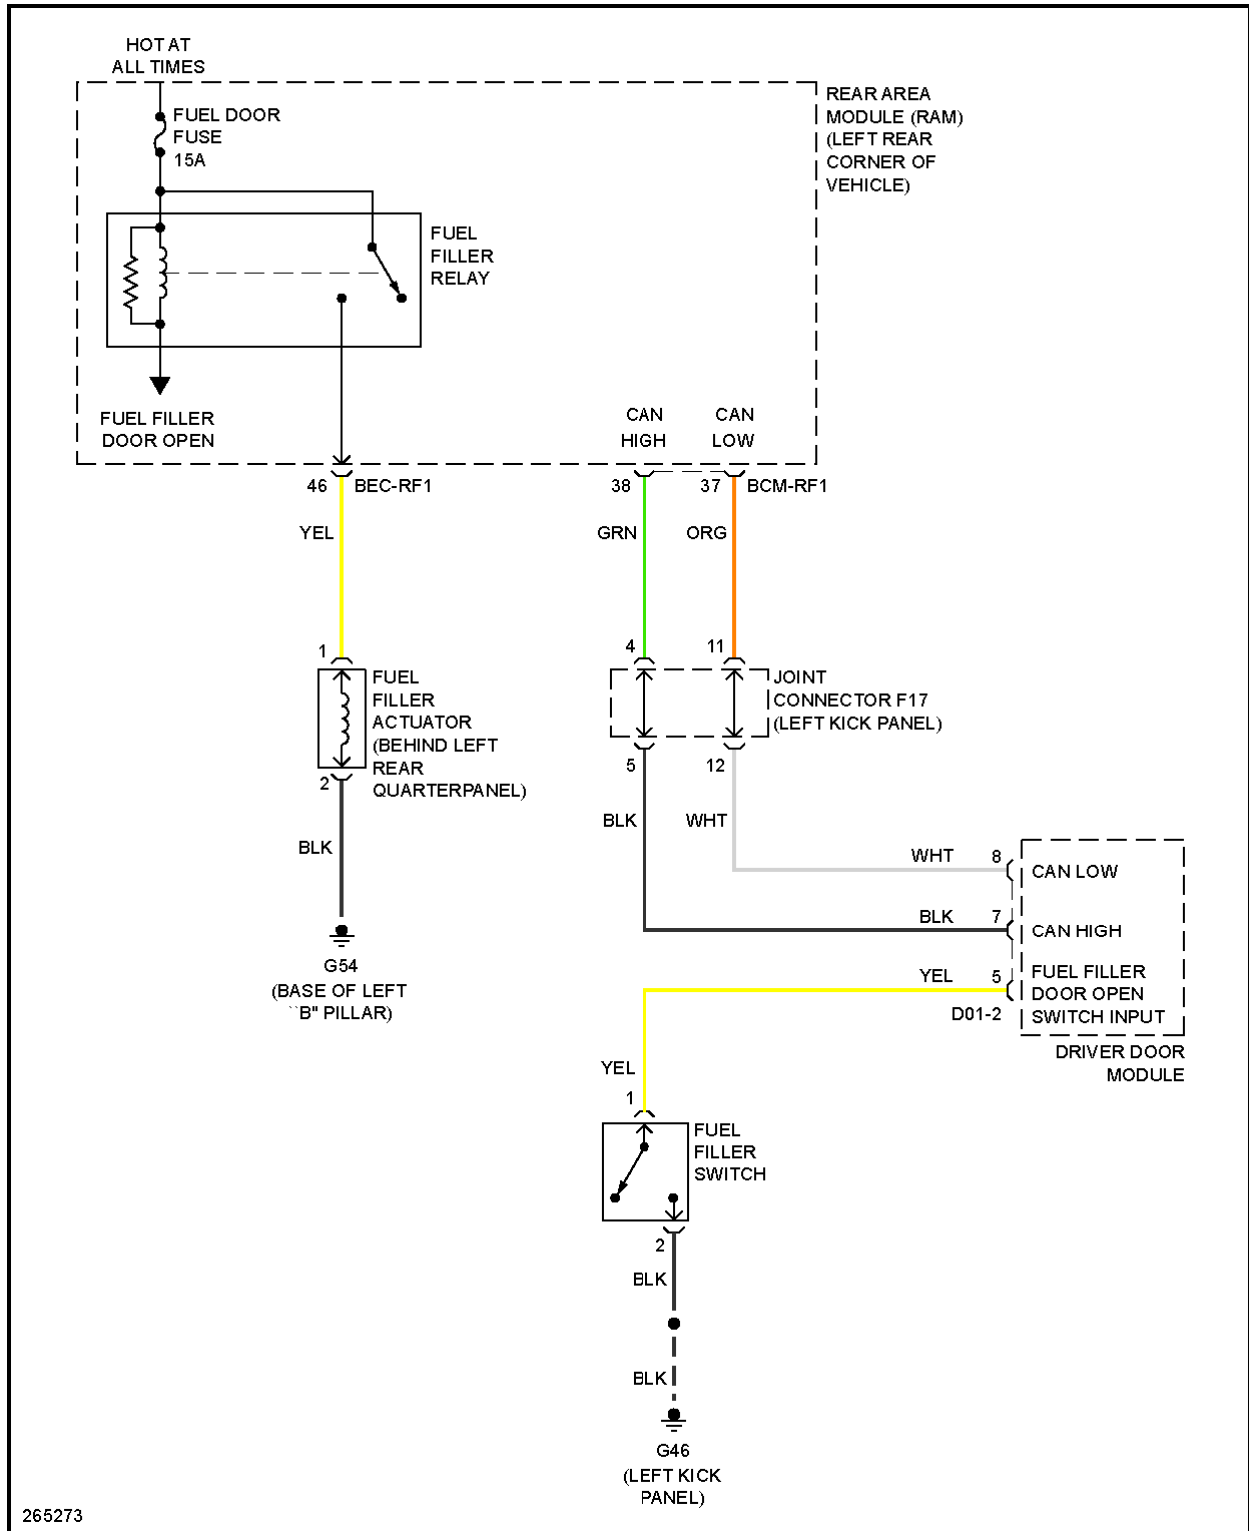 HOT AT
ALL TIMES
FUEL DOOR
FUSE
15A
REAR AREA
MODULE (RAM)
(LEFT REAR
CORNER OF
VEHICLE)
FUEL
FILLER
RELAY
FUEL FILLER
DOOR OPEN
CAN
HIGH
CAN
LOW
46 BEC-RF1
38
37 BCM-RF1
YEL
GRN
ORG
1
4
11
FUEL
FILLER
ACTUATOR
(BEHIND LEFT
REAR
QUARTERPANEL)
JOINT
CONNECTOR F17
(LEFT KICK PANEL)
2
5
12
BLK
BLK
WHT
G54
(BASE OF LEFT
``B" PILLAR)
WHT 8 CAN LOW
BLK 7 CAN HIGH
YEL 5 FUEL FILLER
DOOR OPEN
SWITCH INPUT
D01-2
DRIVER DOOR
MODULE
YEL
1
FUEL
FILLER
SWITCH
2
BLK
BLK
G46
(LEFT KICK
PANEL)
265273